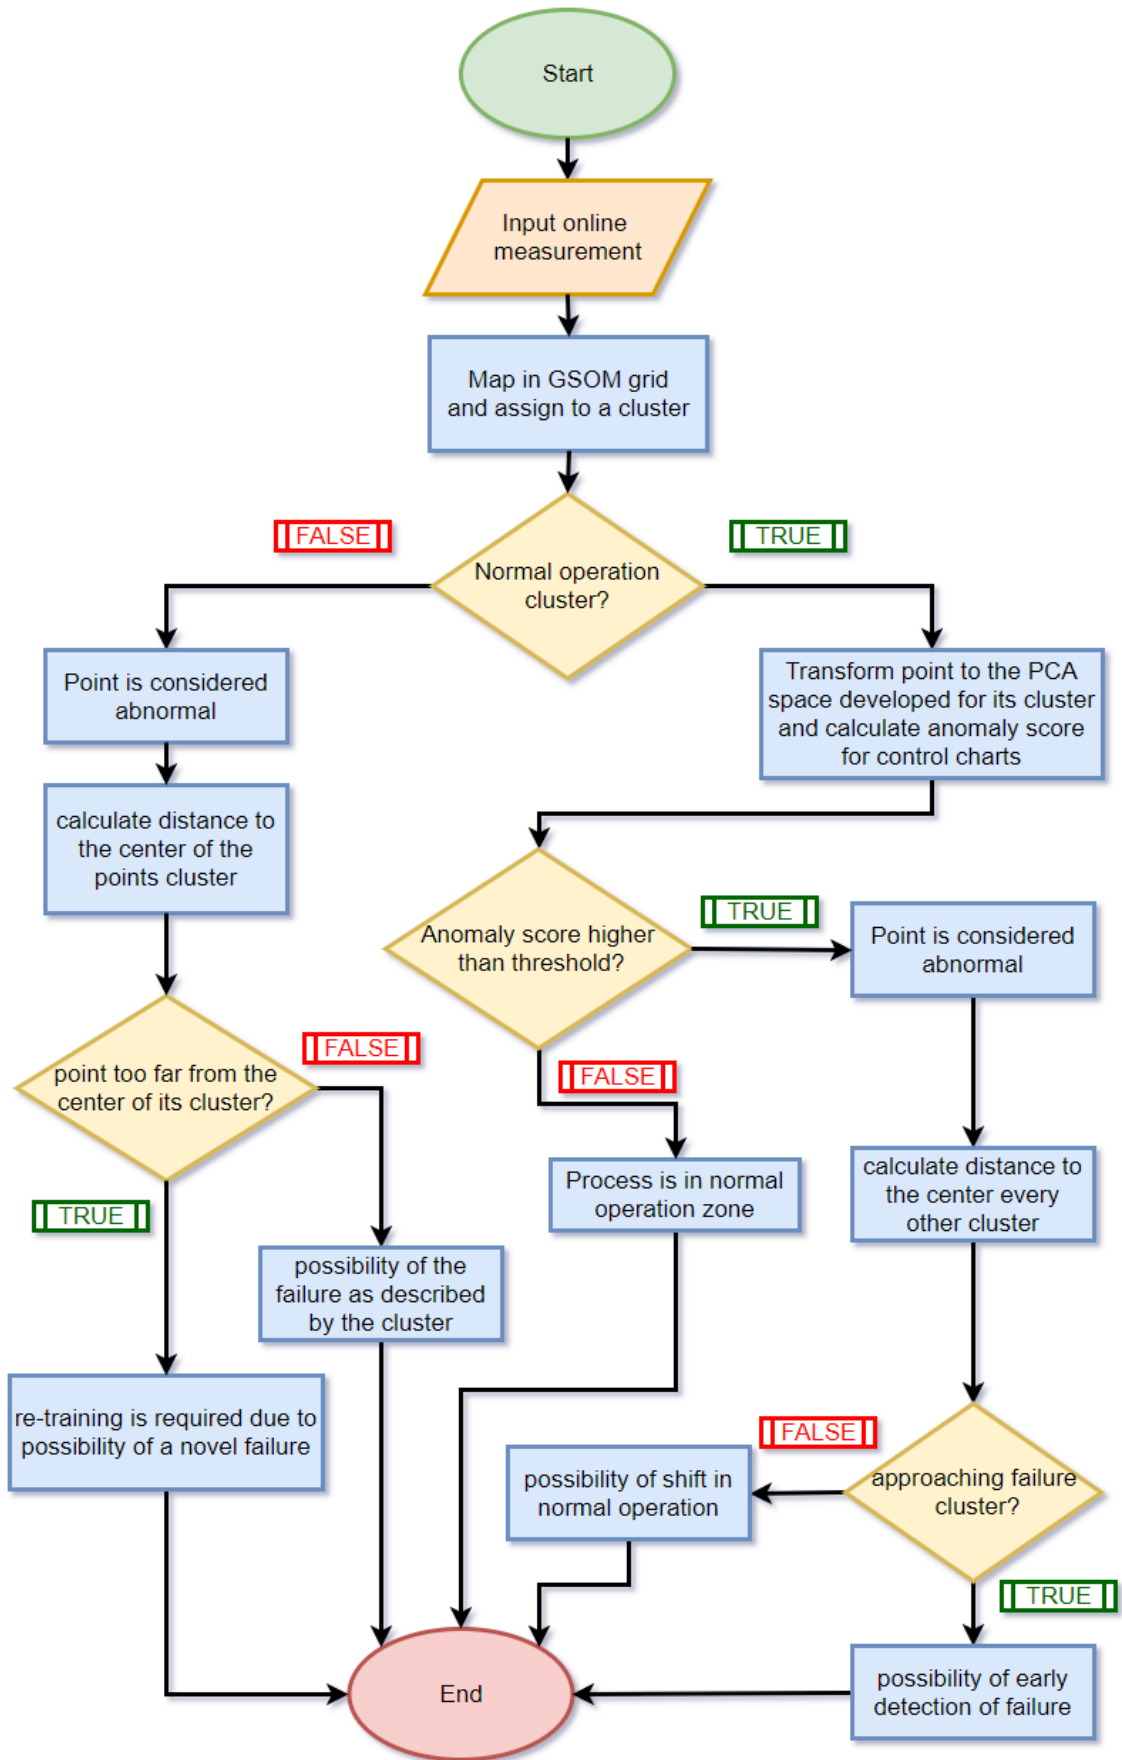 Start
Input online
measurement
Map in GSOM grid
and assign to a cluster
FALSE
TRUE
Normal operation
cluster?
Point is considered
abnormal
Transform point to the PCA
space developed for its cluster
and calculate anomaly score
for control charts
calculate distance to
the center of the
points cluster
Anomaly score higher
than threshold?
TRUE
Point is considered
abnormal
FALSE
point too far from the
center of its cluster?
FALSE
TRUE
Process is in normal
operation zone
calculate distance to
the center every
other cluster
possibility of the
failure as described
by the cluster
re-training is required due to
possibility of a novel failure
FALSE
possibility of shift in
normal operation
approaching failure
cluster?
TRUE
End
possibility of early
detection of failure